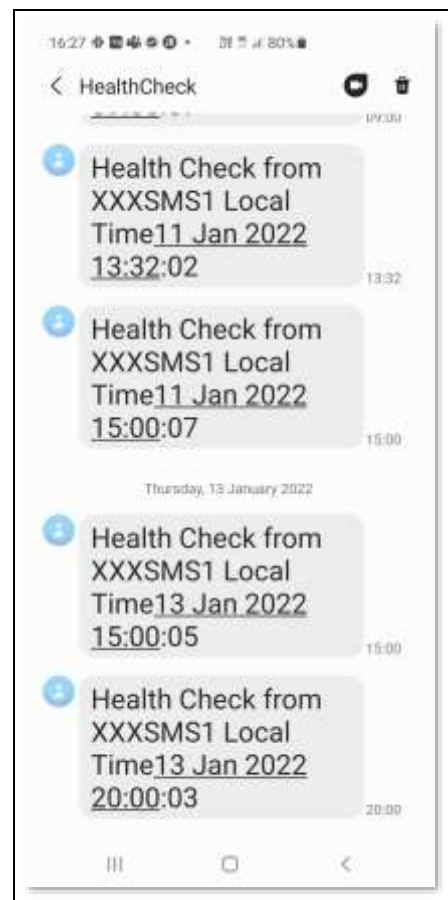 16:27
80%
HealthCheck
09:00
Health Check from
XXXSMS1 Local
Time11 Jan 2022
13:32:02
13:32
Health Check from
XXXSMS1 Local
Time11 Jan 2022
15:00:07
15:00
Thursday, 13 January 2022
Health Check from
XXXSMS1 Local
Time13 Jan 2022
15:00:05
15:00
Health Check from
XXXSMS1 Local
Time13 Jan 2022
20:00:03
20:00